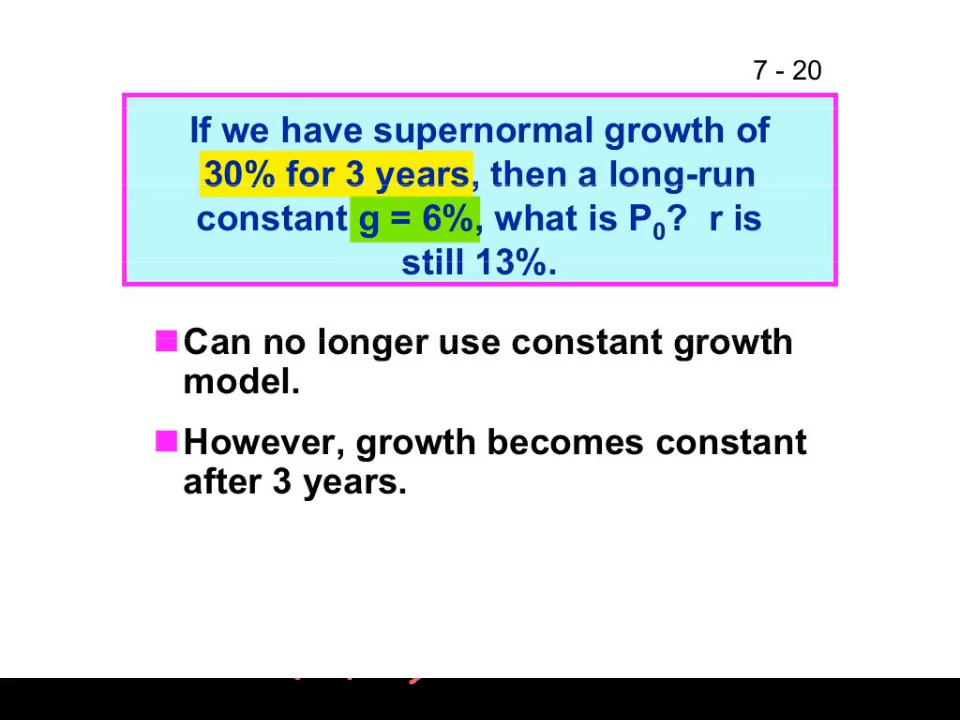 7 - 20
If we have supernormal growth of
30% for 3 years, then a long-run
constant g = 6%, what is P₀? r is
still 13%.
Can no longer use constant growth
model.
However, growth becomes constant
after 3 years.